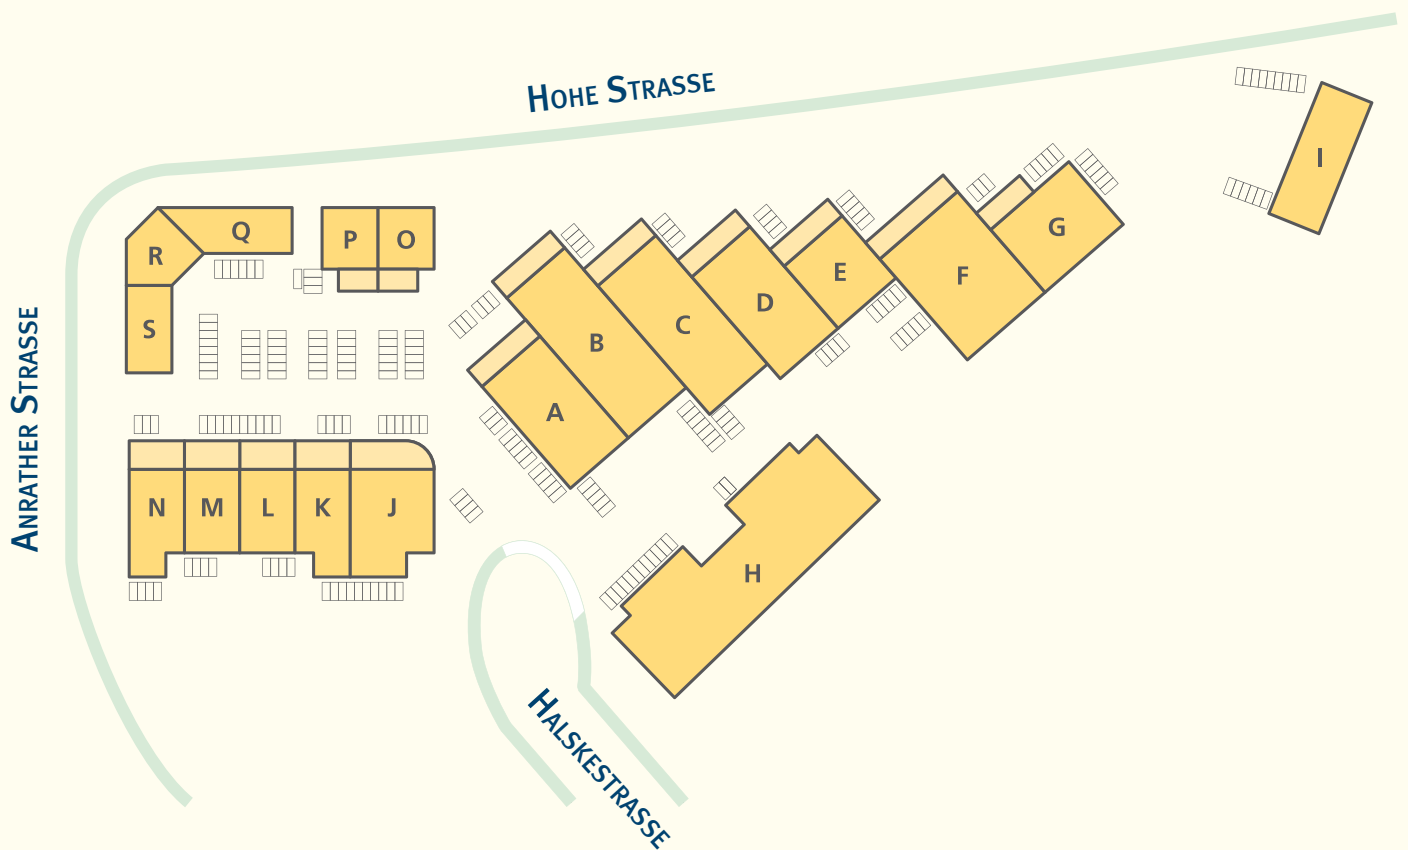 HOHE STRASSE
I
G
Q
P
O
R
E
F
D
S
C
B
A
ANRATHER STRASSE
N
M
L
K
J
H
HALSKESTRASSE